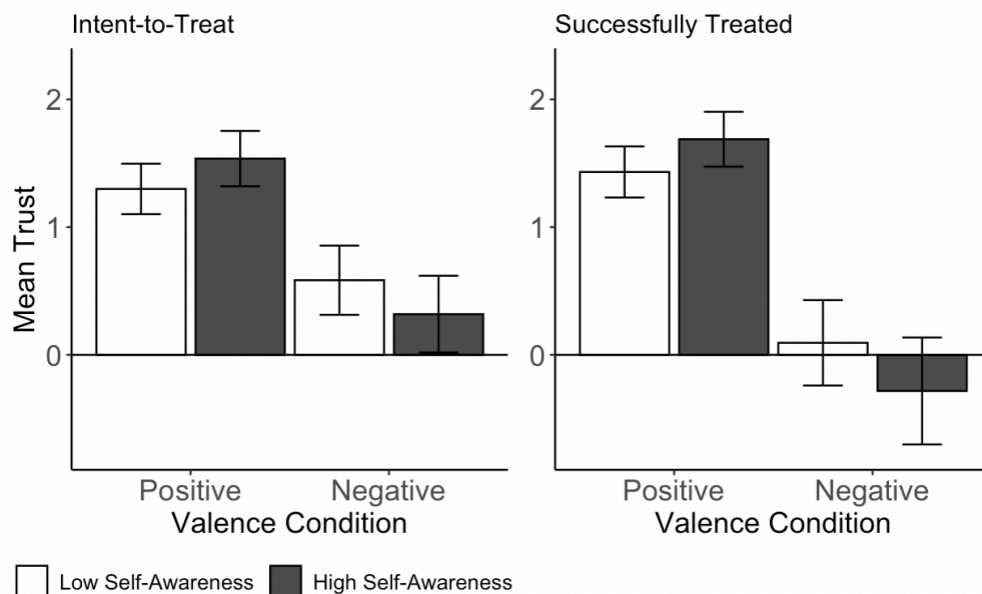 Intent-to-Treat
Successfully Treated
Mean Trust
2
1
0
2
1
0
Positive Negative
Positive Negative
Valence Condition
Valence Condition
Low Self-Awareness High Self-Awareness